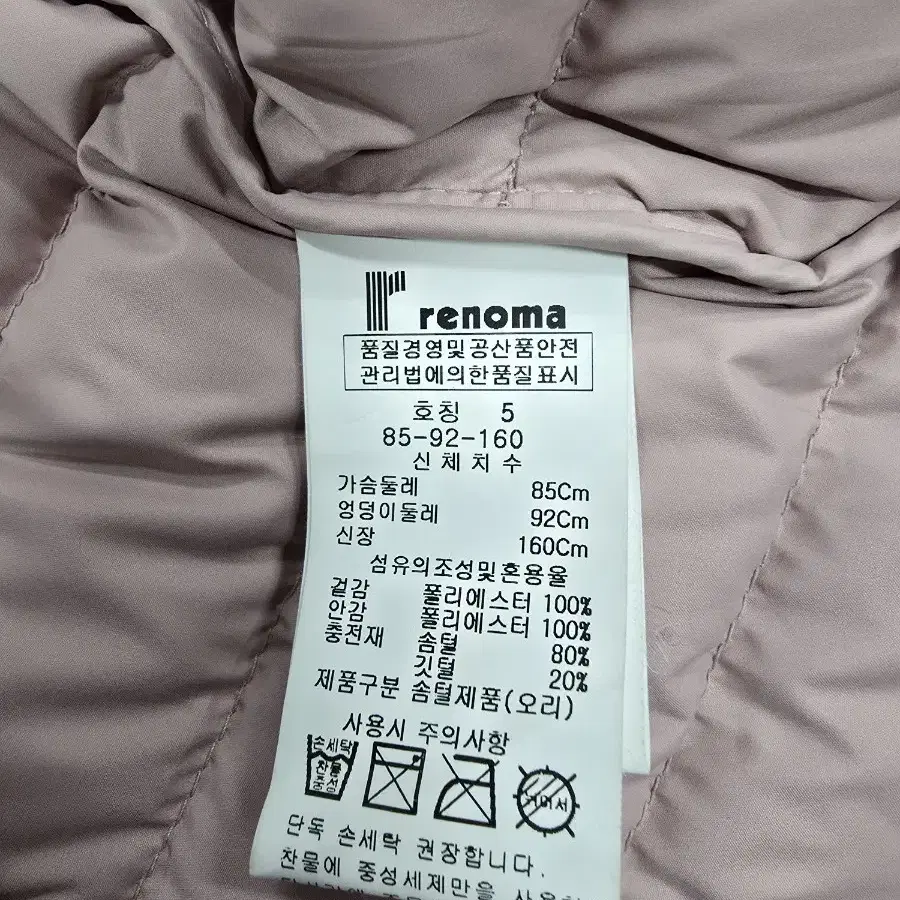 renoma
품질경영및공산품안전
관리법에의한품질표시
호칭 5
85-92-160
신체치수
가슴둘레 85Cm
엉덩이둘레 92Cm
신장 160Cm
섬유의조성및혼용율
겉감 폴리에스터 100%
안감 폴리에스터 100%
충전재 솜털 80%
깃털 20%
제품구분 솜털제품(오리)
사용시 주의사항
손세탁
찬물
중성
단독 손세탁 권장합니다.
찬물에 중성세제만을